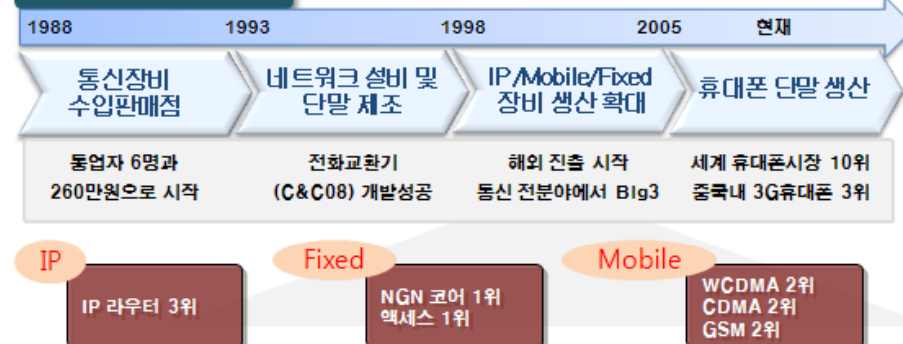 1988 1993 1998 2005 현재
통신장비
수입판매점
네트워크 설비 및
단말 제조
IP/Mobile/Fixed
장비 생산 확대
휴대폰 단말 생산
동업자 6명과
260만원으로 시작
전화교환기
(C&C08) 개발성공
해외 진출 시작
통신 전분야에서 Big3
세계 휴대폰시장 10위
중국내 3G휴대폰 3위
IP
IP 라우터 3위
Fixed
NGN 코어 1위
액세스 1위
Mobile
WCDMA 2위
CDMA 2위
GSM 2위